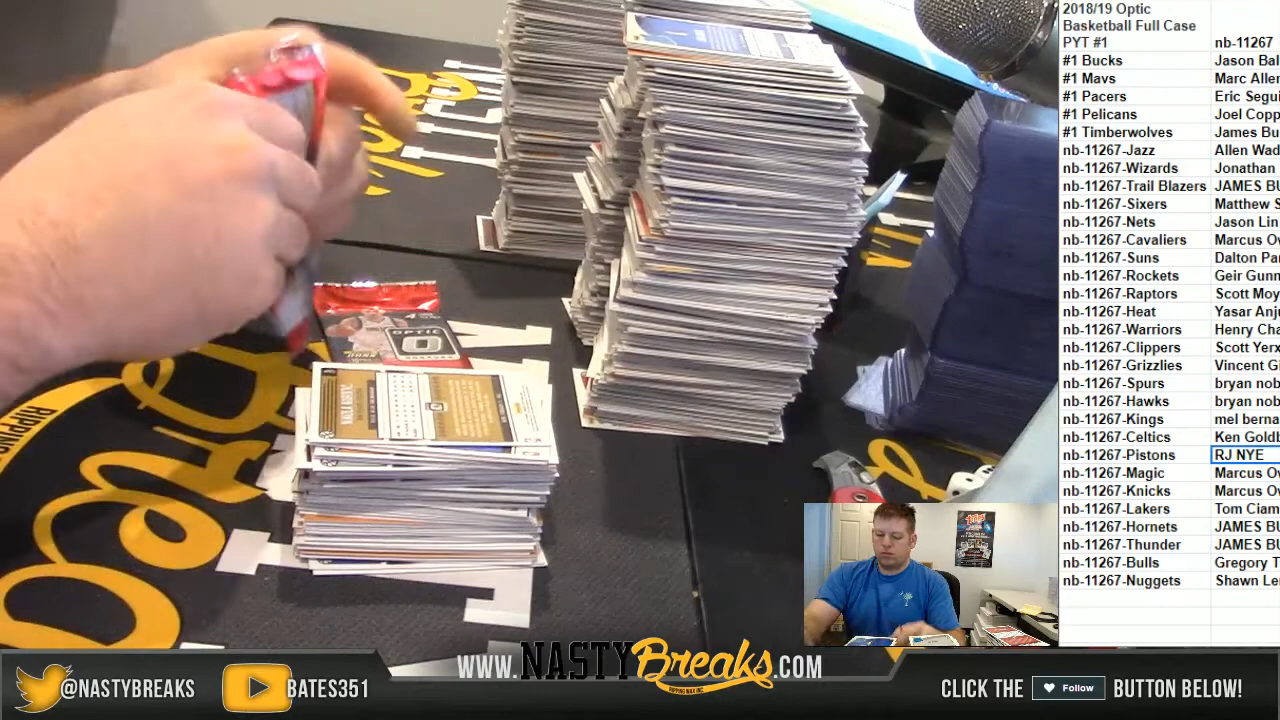 2018/19 Optic
Basketball Full Case
PYT #1 nb-11267
#1 Bucks Jason Bal
#1 Mavs Marc Aller
#1 Pacers Eric Segui
#1 Pelicans Joel Copp
#1 Timberwolves James Bu
nb-11267-Jazz Allen Wad
nb-11267-Wizards Jonathan
nb-11267-Trail Blazers JAMES BU
nb-11267-Sixers Matthew S
nb-11267-Nets Jason Lin
nb-11267-Cavaliers Marcus Ov
nb-11267-Suns Dalton Par
nb-11267-Rockets Geir Gunn
nb-11267-Raptors Scott Moy
nb-11267-Heat Yasar Anju
nb-11267-Warriors Henry Cha
nb-11267-Clippers Scott Yerx
nb-11267-Grizzlies Vincent Gi
nb-11267-Spurs bryan nob
nb-11267-Hawks bryan nob
nb-11267-Kings mel berna
nb-11267-Celtics Ken Goldb
nb-11267-Pistons RJ NYE
nb-11267-Magic Marcus Ov
nb-11267-Knicks Marcus Ov
nb-11267-Lakers Tom Ciam
nb-11267-Hornets JAMES BU
nb-11267-Thunder JAMES BU
nb-11267-Bulls Gregory T
nb-11267-Nuggets Shawn Le
OPTIC
RIPPING
@NASTYBREAKS
BATES351
WWW.NASTYBreaks.COM
RIPPING WAX INC.
CLICK THE Follow BUTTON BELOW!